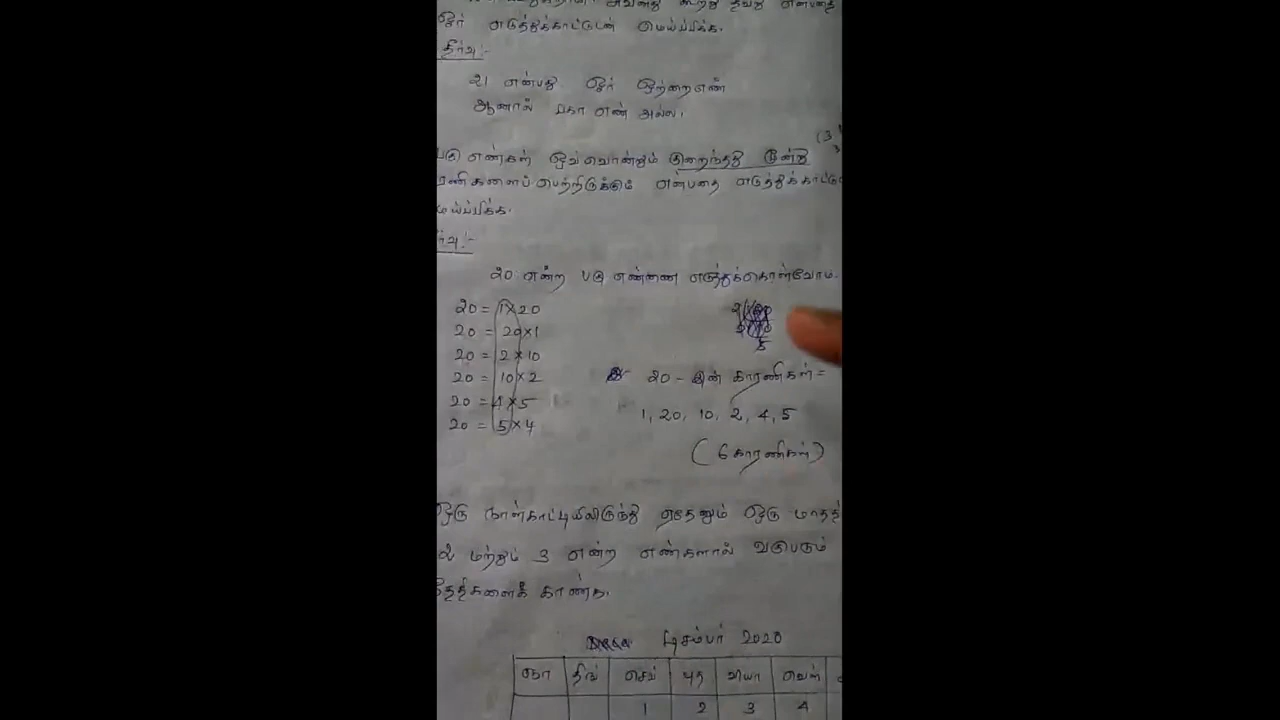 ஓர் எடுத்துக்காட்டுடன் மெய்ப்பிக்க.
தீர்வு:-
21 என்பது ஓர் ஒற்றைஎண்
ஆனால் பகா எண் அல்ல.
(3
பகு எண்கள் ஒவ்வொன்றும் குறைந்தது மூன்று
ரணிகளைப் பெற்றிருக்கும் என்பதை எடுத்துக்காட்டு
மெய்ப்பிக்க.
ர்வு:-
20 என்ற பகு எண்ணை எடுத்துக்கொள்வோம்.
20 = 1×20
20 = 20×1
20 = 2×10
20 = 10×2
20 = 4×5
20 = 5×4
20 - இன் காரணிகள் =
1, 20, 10, 2, 4, 5
(6 காரணிகள்)
ஒரு நாள்காட்டியிலிருந்து ஏதேனும் ஒரு மாதத்
2 மற்றும் 3 என்ற எண்களால் வகுபடும்
தேதிகளைக் காண்க.
டிசம்பர் 2020
ஞா திங் செவ் புத வியா வெள்
1 2 3 4